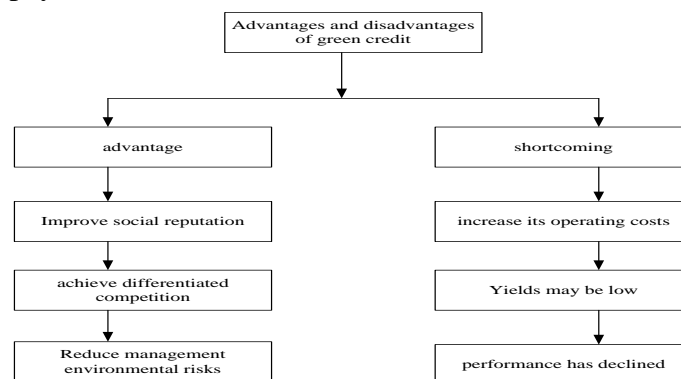 Advantages and disadvantages
of green credit
advantage
shortcoming
Improve social reputation
increase its operating costs
achieve differentiated
competition
Yields may be low
Reduce management
environmental risks
performance has declined